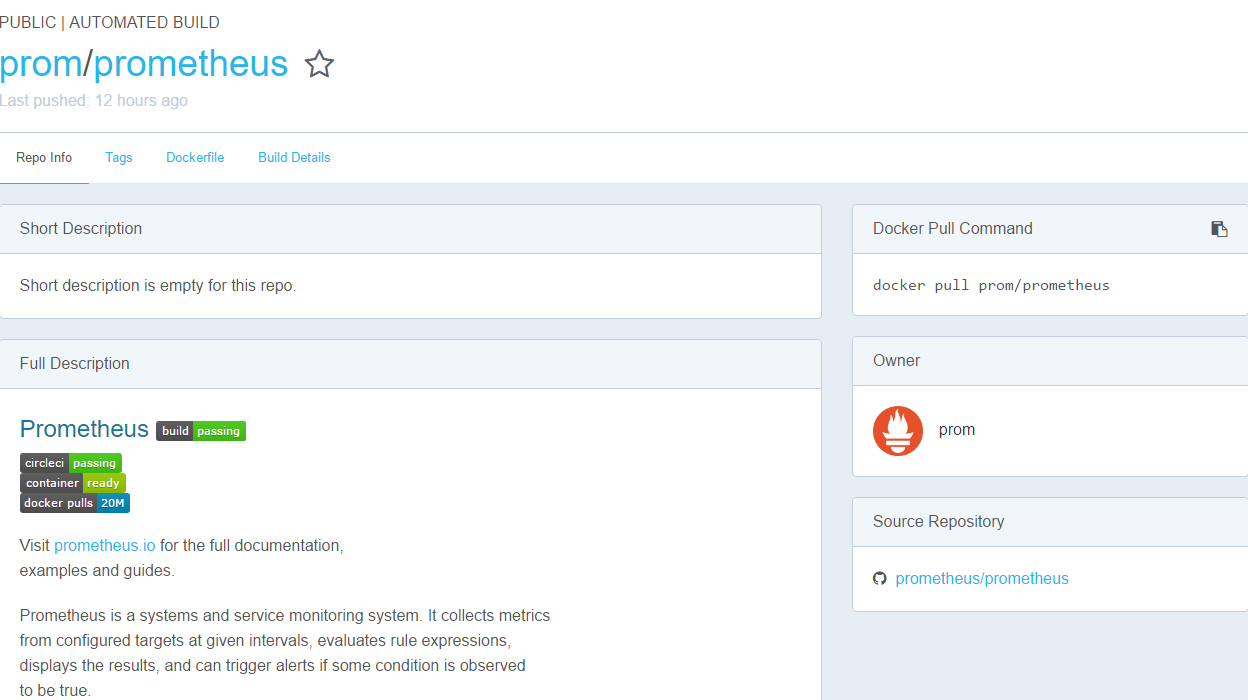 PUBLIC | AUTOMATED BUILD
prom/prometheus
Last pushed: 12 hours ago
Repo Info
Tags
Dockerfile
Build Details
Short Description
Short description is empty for this repo.
Full Description
Prometheus build passing
circleci passing
container ready
docker pulls 20M
Visit prometheus.io for the full documentation,
examples and guides.
Prometheus is a systems and service monitoring system. It collects metrics
from configured targets at given intervals, evaluates rule expressions,
displays the results, and can trigger alerts if some condition is observed
to be true.
Docker Pull Command
docker pull prom/prometheus
Owner
prom
Source Repository
prometheus/prometheus